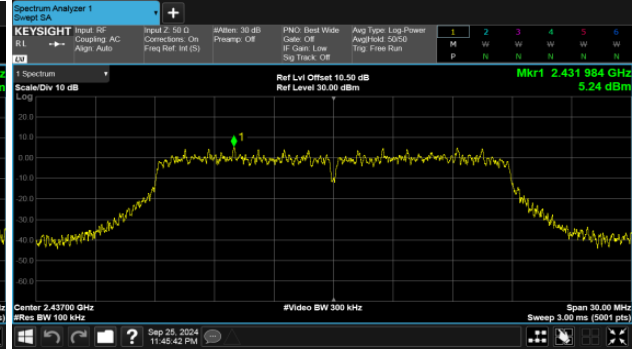 Spectrum Analyzer 1
Swept SA
+
KEYSIGHT Input: RF Input Z: 50 Ω #Atten: 30 dB PNO: Best Wide Avg Type: Log-Power 1 2 3 4 5 6
RL Coupling: AC Corrections: On Preamp: Off Gate: Off Avg|Hold: 50/50 M W W W W W
Align: Auto Freq Ref: Int (S) IF Gain: Low Trig: Free Run
LXI Sig Track: Off P N N N N N
1 Spectrum Ref Lvl Offset 10.50 dB Mkr1 2.431 984 GHz
Scale/Div 10 dB Ref Level 30.00 dBm 5.24 dBm
Log
20.0
10.0
1
0.00
-10.0
-20.0
-30.0
-40.0
-50.0
-60.0
Center 2.43700 GHz #Video BW 300 kHz Span 30.00 MHz
#Res BW 100 kHz Sweep 3.00 ms (5001 pts)
? Sep 25, 2024
11:45:42 PM